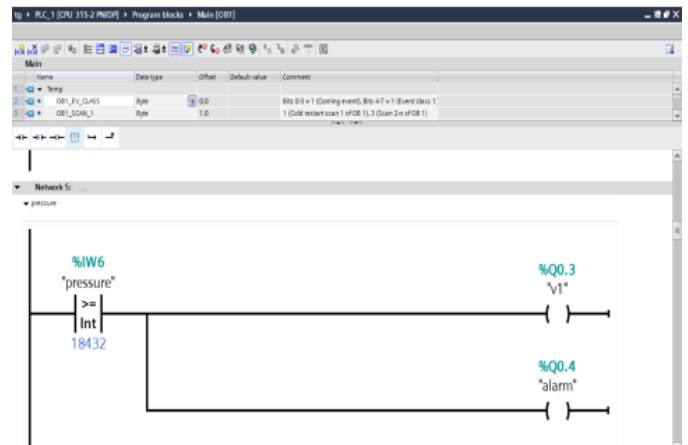 tg ▸ PLC_1 [CPU 315-2 PN/DP] ▸ Program blocks ▸ Main [OB1]
Main
Name Data type Offset Default value Comment
1 ▼ Temp
2 OB1_EV_CLASS Byte 0.0 Bits 0-3 = 1 (Coming event), Bits 4-7 = 1 (Event class 1)
3 OB1_SCAN_1 Byte 1.0 1 (Cold restart scan 1 of OB 1), 3 (Scan 2-n of OB 1)
Network 5: ...
pressure
%IW6
"pressure"
>=
Int
18432
%Q0.3
"v1"
%Q0.4
"alarm"